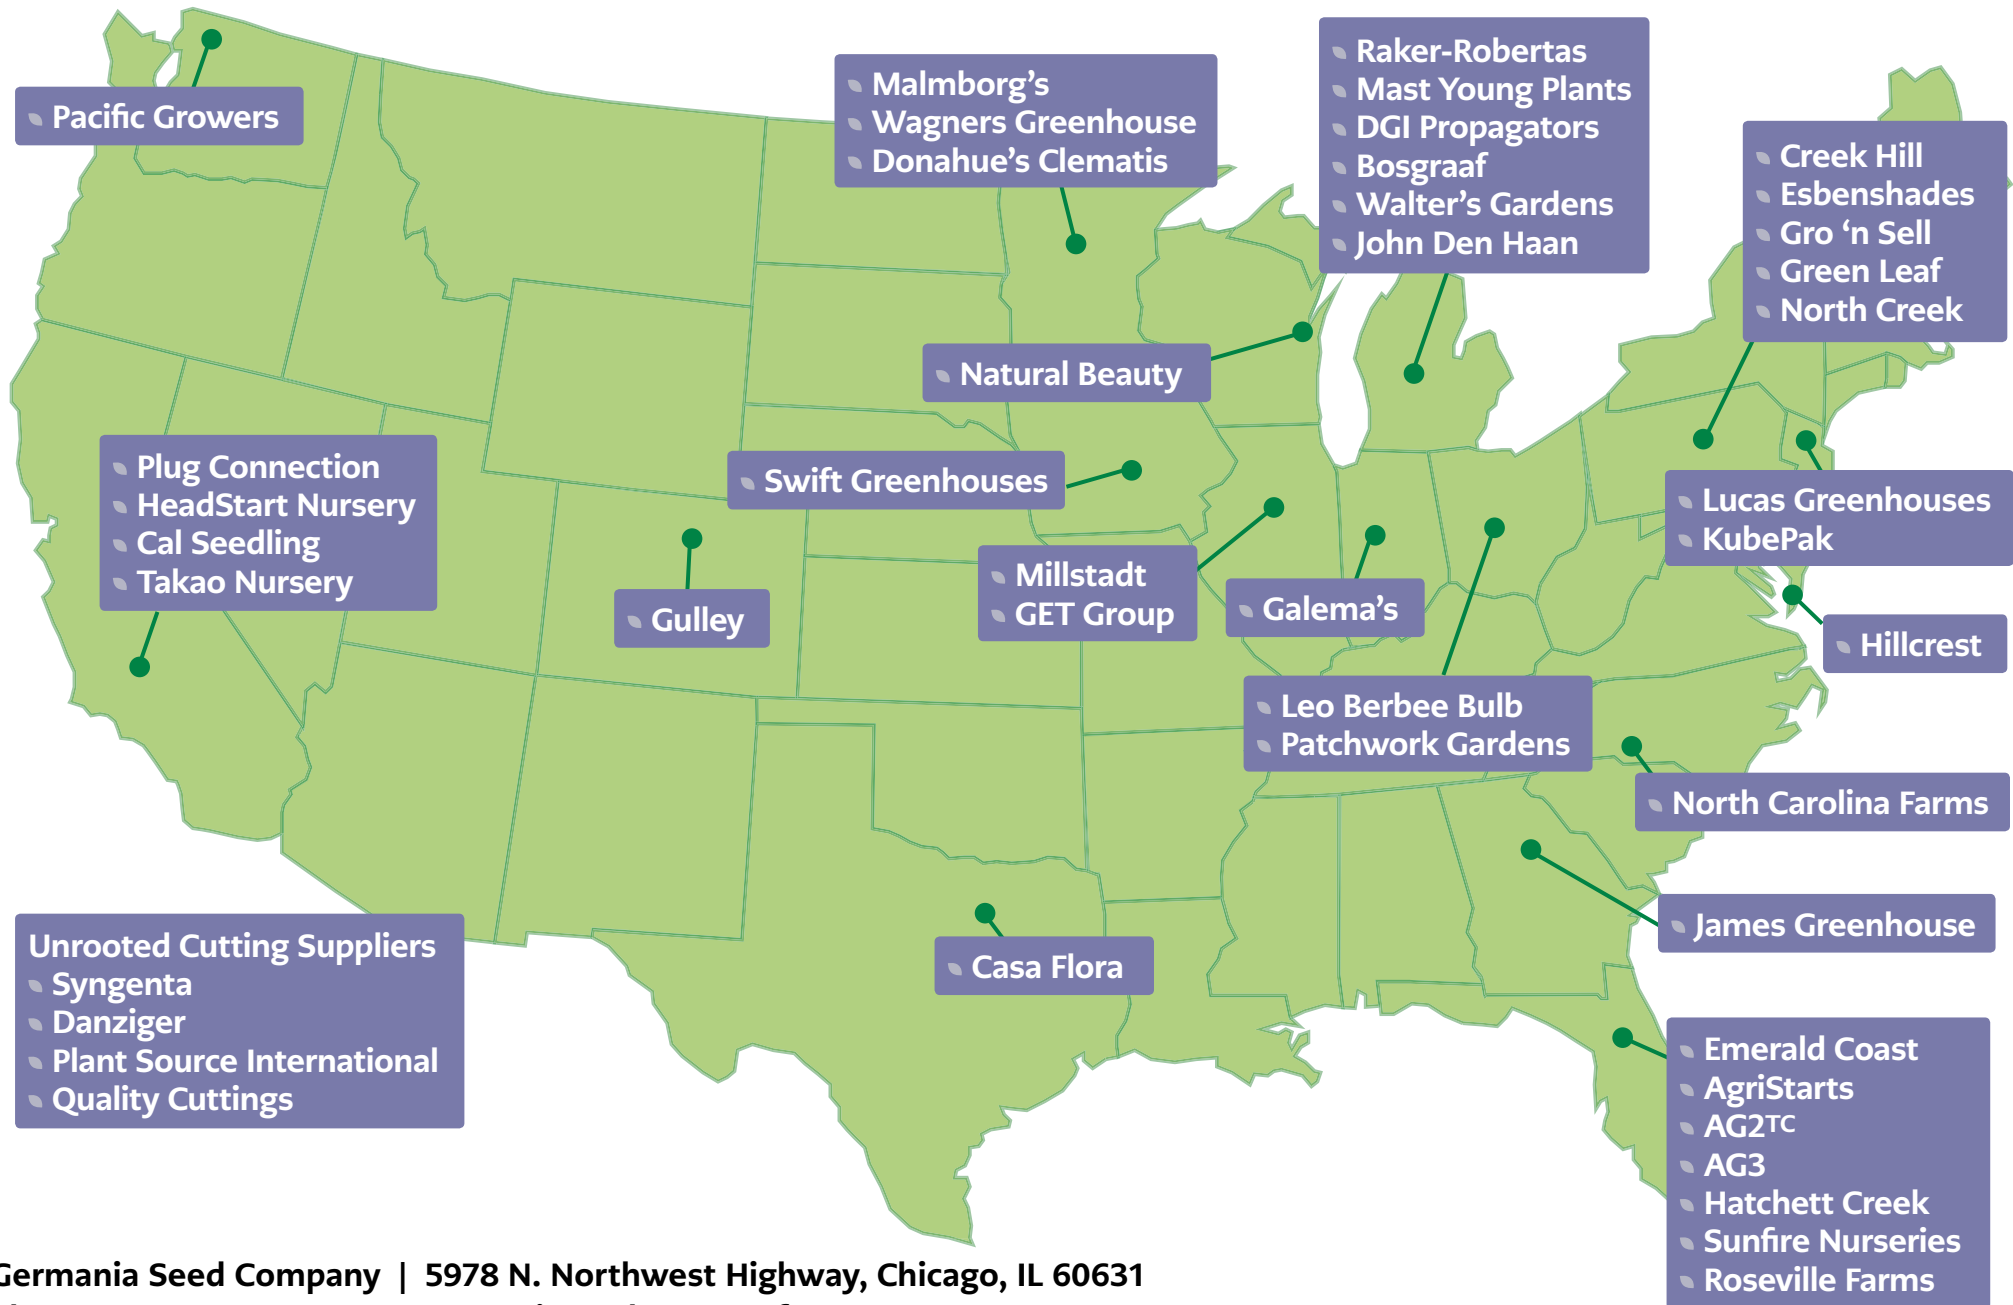 Pacific Growers
Malmborg's
Wagners Greenhouse
Donahue's Clematis
Raker-Robertas
Mast Young Plants
DGI Propagators
Bosgraaf
Walter's Gardens
John Den Haan
Creek Hill
Esbenshades
Gro ‘n Sell
Green Leaf
North Creek
Natural Beauty
Plug Connection
HeadStart Nursery
Cal Seedling
Takao Nursery
Swift Greenhouses
Lucas Greenhouses
KubePak
Gulley
Millstadt
GET Group
Galema's
Hillcrest
Leo Berbee Bulb
Patchwork Gardens
North Carolina Farms
James Greenhouse
Casa Flora
Unrooted Cutting Suppliers
Syngenta
Danziger
Plant Source International
Quality Cuttings
Emerald Coast
AgriStarts
AG2TC
AG3
Hatchett Creek
Sunfire Nurseries
Roseville Farms
Germania Seed Company | 5978 N. Northwest Highway, Chicago, IL 60631